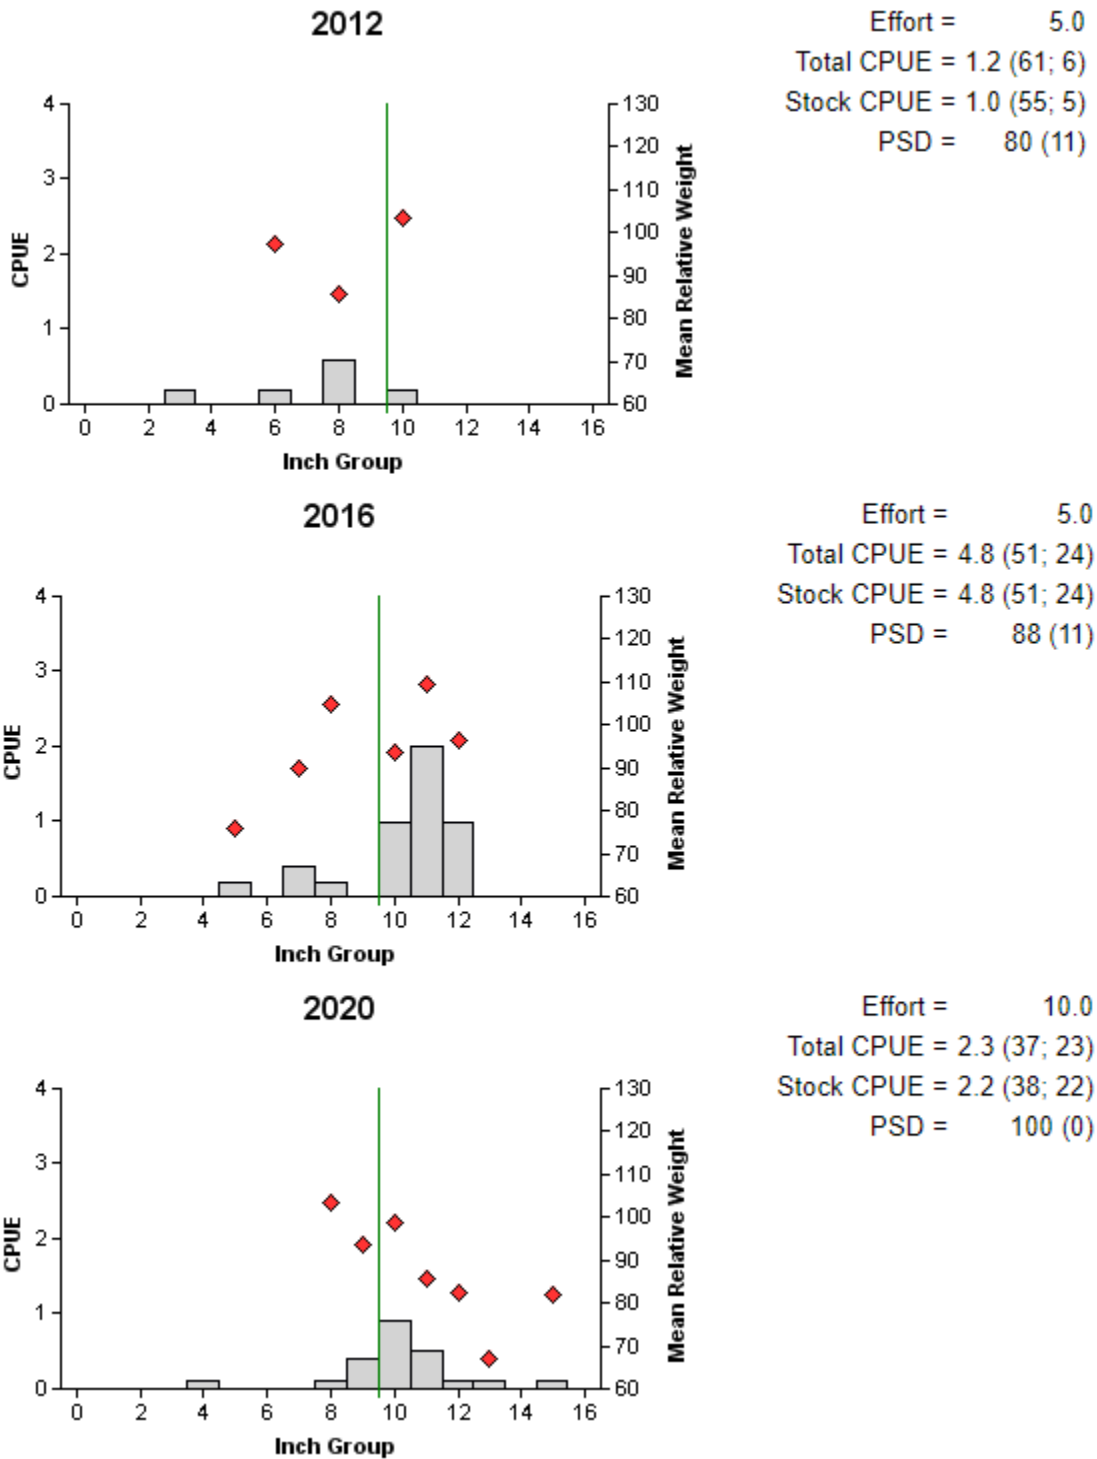 2012
Effort = 5.0
Total CPUE = 1.2 (61; 6)
Stock CPUE = 1.0 (55; 5)
PSD = 80 (11)
4
3
2
1
0
CPUE
130
120
110
100
90
80
70
60
Mean Relative Weight
0 2 4 6 8 10 12 14 16
Inch Group
2016
Effort = 5.0
Total CPUE = 4.8 (51; 24)
Stock CPUE = 4.8 (51; 24)
PSD = 88 (11)
4
3
2
1
0
CPUE
130
120
110
100
90
80
70
60
Mean Relative Weight
0 2 4 6 8 10 12 14 16
Inch Group
2020
Effort = 10.0
Total CPUE = 2.3 (37; 23)
Stock CPUE = 2.2 (38; 22)
PSD = 100 (0)
4
3
2
1
0
CPUE
130
120
110
100
90
80
70
60
Mean Relative Weight
0 2 4 6 8 10 12 14 16
Inch Group